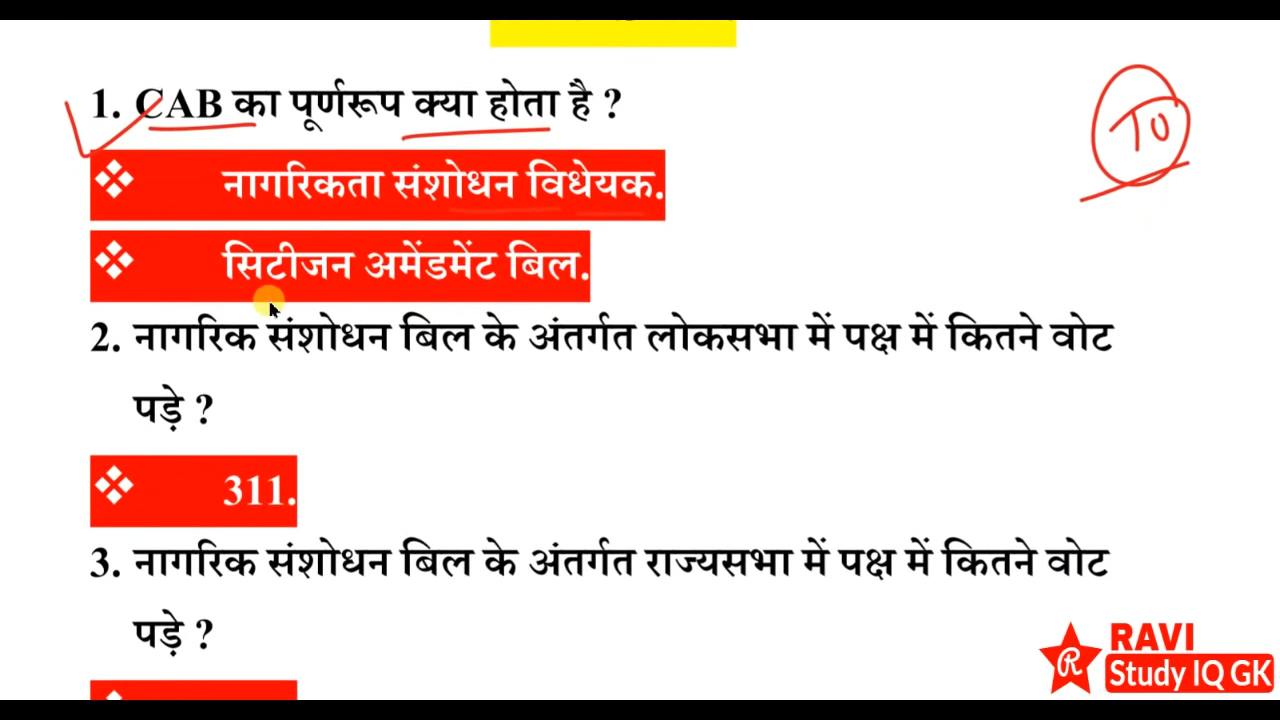 1. CAB का पूर्णरूप क्या होता है ?
TO
❖ नागरिकता संशोधन विधेयक.
❖ सिटीजन अमेंडमेंट बिल.
2. नागरिक संशोधन बिल के अंतर्गत लोकसभा में पक्ष में कितने वोट
पड़े ?
❖ 311.
3. नागरिक संशोधन बिल के अंतर्गत राज्यसभा में पक्ष में कितने वोट
पड़े ?
RAVI
R Study IQ GK